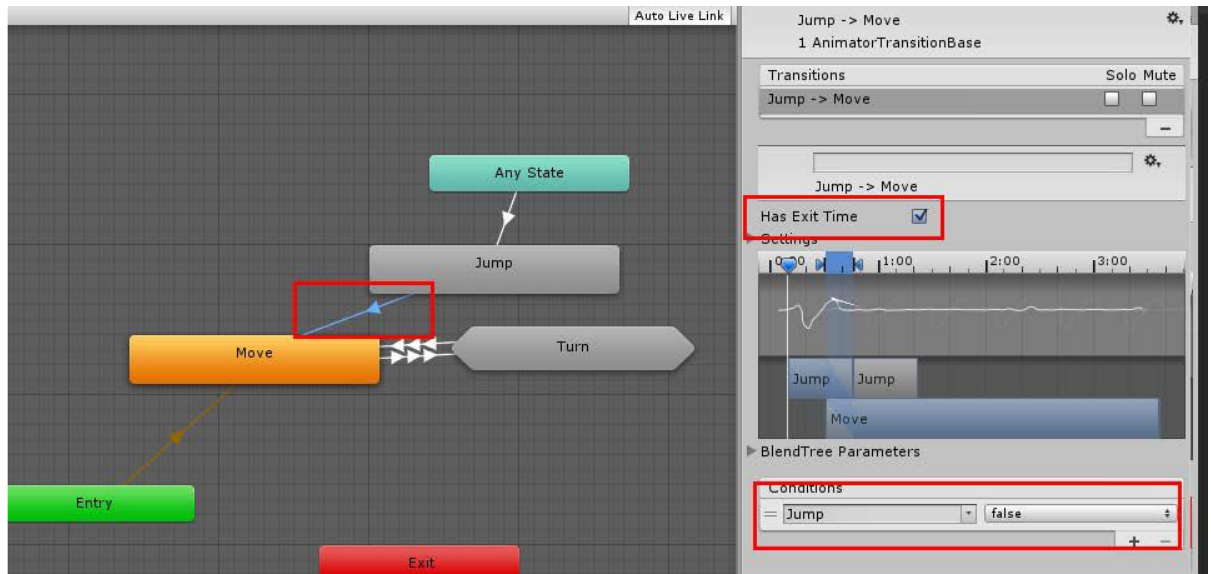 Auto Live Link
Any State
Jump
Move
Turn
Entry
Exit
Jump -> Move
1 AnimatorTransitionBase
Transitions Solo Mute
Jump -> Move
Jump -> Move
Has Exit Time
Settings
0:00 1:00 2:00 3:00
Jump Jump
Move
BlendTree Parameters
Conditions
= Jump false
+ −